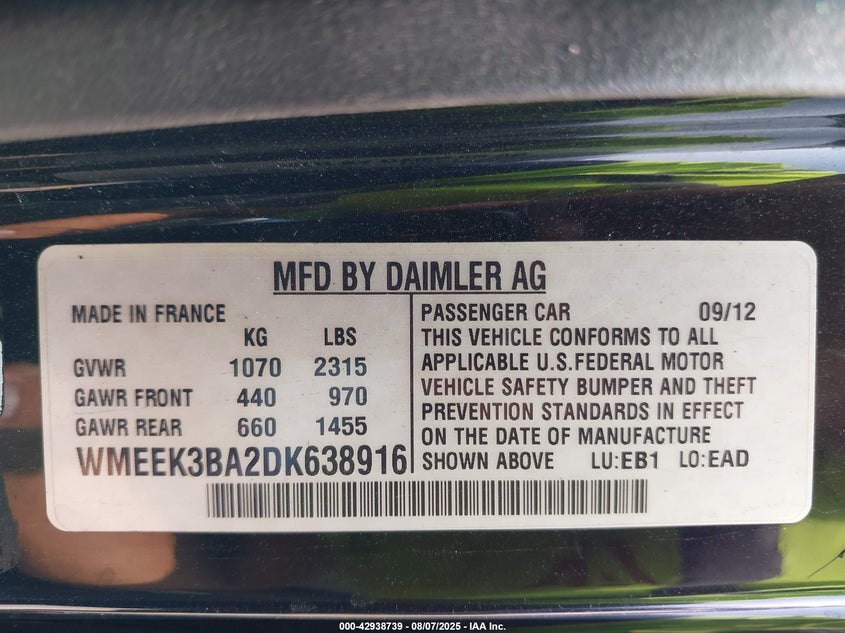 MFD BY DAIMLER AG
MADE IN FRANCE
KG LBS
GVWR 1070 2315
GAWR FRONT 440 970
GAWR REAR 660 1455
WMEEK3BA2DK638916
PASSENGER CAR 09/12
THIS VEHICLE CONFORMS TO ALL
APPLICABLE U.S.FEDERAL MOTOR
VEHICLE SAFETY BUMPER AND THEFT
PREVENTION STANDARDS IN EFFECT
ON THE DATE OF MANUFACTURE
SHOWN ABOVE LU:EB1 LO:EAD
000-42938739 - 08/07/2025 - IAA Inc.